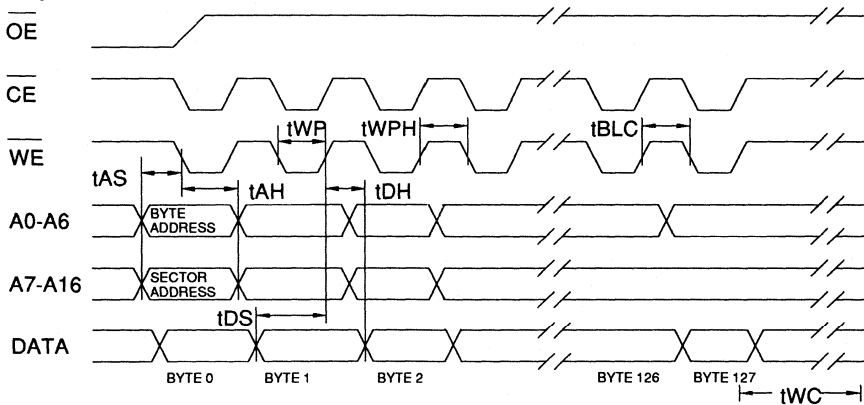 OE
CE
tWP tWPH tBLC
WE
tAS tAH tDH
A0-A6 BYTE ADDRESS
A7-A16 SECTOR ADDRESS
tDS
DATA
BYTE 0 BYTE 1 BYTE 2 BYTE 126 BYTE 127
tWC